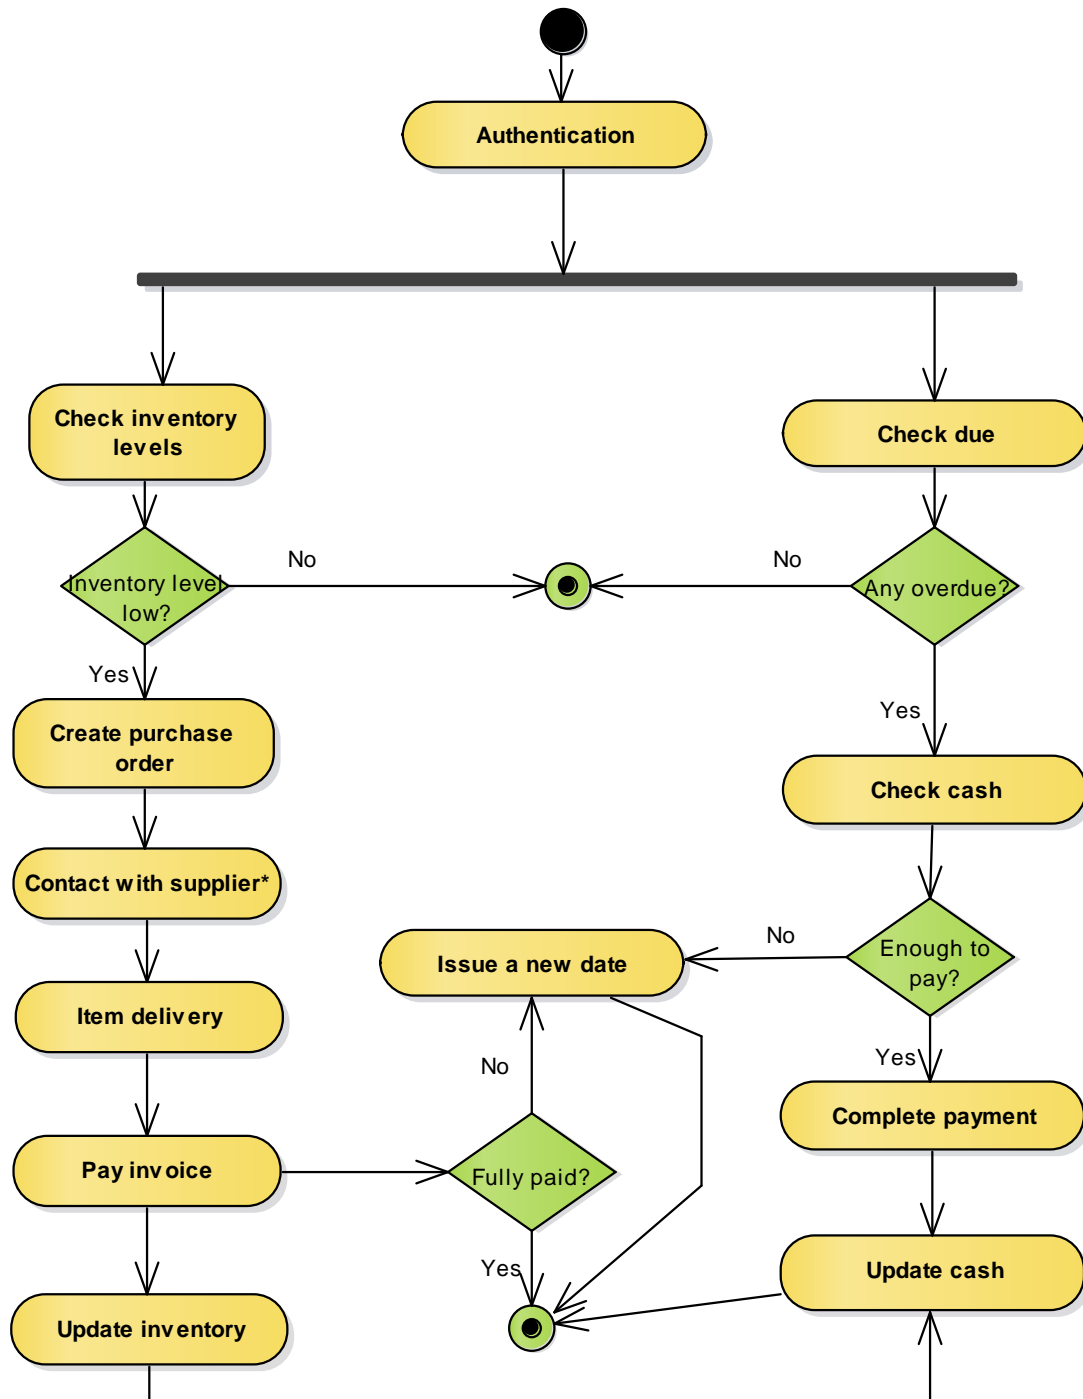 Authentication
Check inventory
levels
Check due
No
No
Inventory level
low?
Any overdue?
Yes
Create purchase
order
Yes
Check cash
Contact with supplier*
Issue a new date
No
Enough to
pay?
Item delivery
No
Yes
Complete payment
Pay invoice
Fully paid?
Yes
Update cash
Update inventory